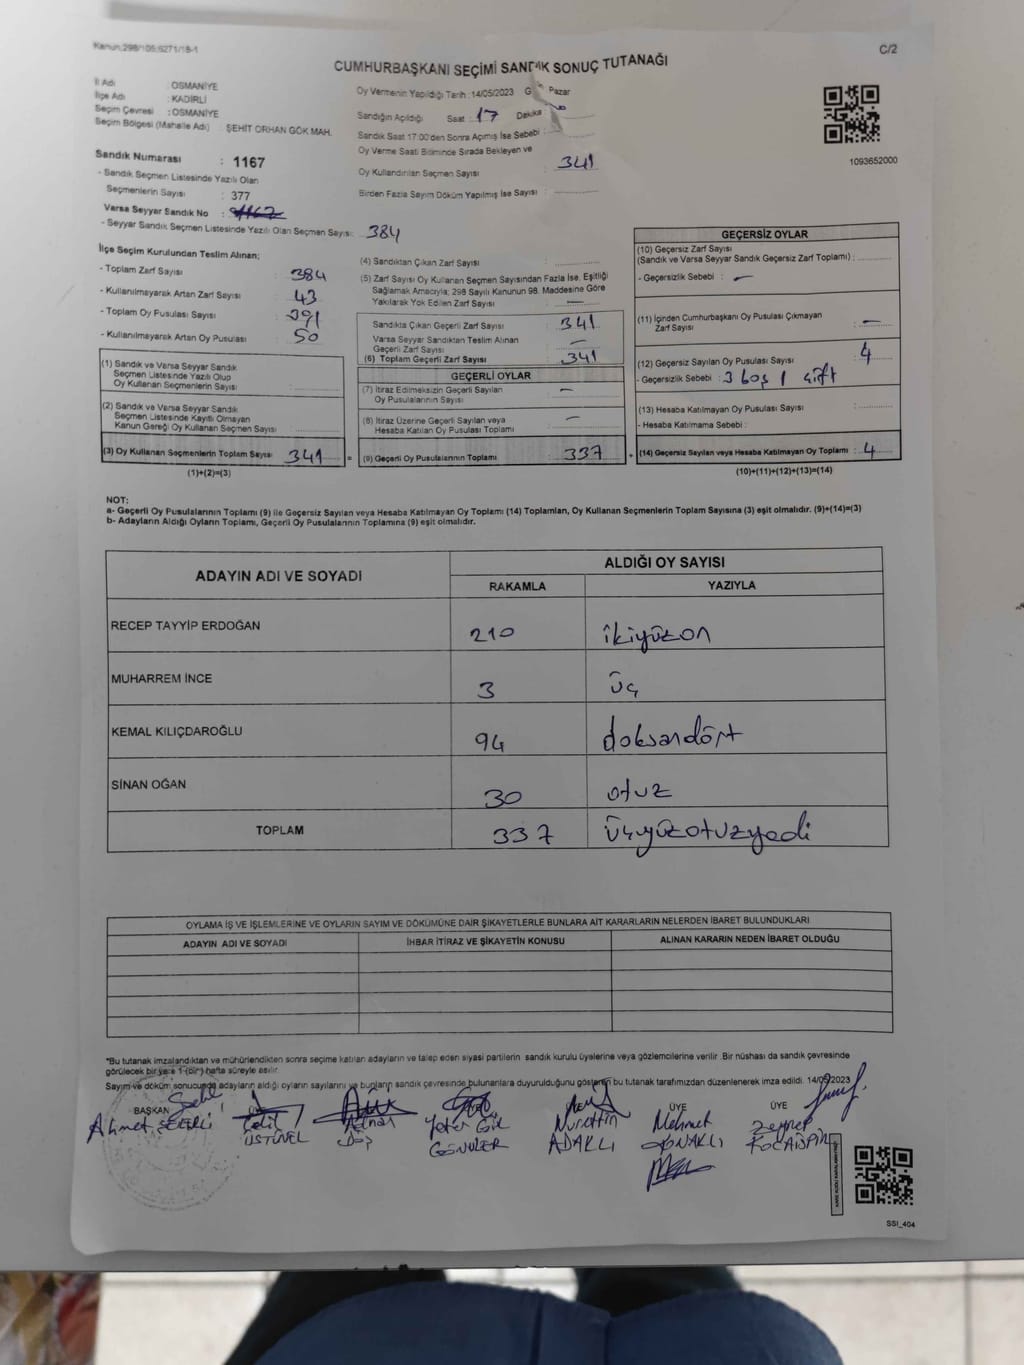 Kanun:298/105;6271/18-1
C/2
CUMHURBAŞKANI SEÇİMİ SANDIK SONUÇ TUTANAĞI
İl Adı : OSMANİYE
İlçe Adı : KADİRLİ
Seçim Çevresi : OSMANİYE
Seçim Bölgesi (Mahalle Adı) : ŞEHİT ORHAN GÖK MAH.
Sandık Numarası : 1167
- Sandık Seçmen Listesinde Yazılı Olan
Seçmenlerin Sayısı : 377
Varsa Seyyar Sandık No : 1167
- Seyyar Sandık Seçmen Listesinde Yazılı Olan Seçmen Sayısı: 384
Oy Vermenin Yapıldığı Tarih :14/05/2023 Pazar
Sandığın Açıldığı Saat : 17 Dakika
Sandık Saat 17:00'den Sonra Açımış İse Sebebi :
Oy Verme Saati Bitiminde Sırada Bekleyen ve
Oy Kullandırılan Seçmen Sayısı : 341
Birden Fazla Sayım Döküm Yapılmış İse Sayısı :
1093652000
İlçe Seçim Kurulundan Teslim Alınan;
- Toplam Zarf Sayısı : 384
- Kullanılmayarak Artan Zarf Sayısı : 43
- Toplam Oy Pusulası Sayısı : 391
- Kullanılmayarak Artan Oy Pusulası : 50
(1) Sandık ve Varsa Seyyar Sandık
Seçmen Listesinde Yazılı Olup
Oy Kullanan Seçmenlerin Sayısı :
(2) Sandık ve Varsa Seyyar Sandık
Seçmen Listesinde Kayıtlı Olmayan
Kanun Gereği Oy Kullanan Seçmen Sayısı :
(3) Oy Kullanan Seçmenlerin Toplam Sayısı : 341 =
(1)+(2)=(3)
(4) Sandıktan Çıkan Zarf Sayısı :
(5) Zarf Sayısı Oy Kullanan Seçmen Sayısından Fazla İse, Eşitliği
Sağlamak Amacıyla; 298 Sayılı Kanunun 98. Maddesine Göre
Yakılarak Yok Edilen Zarf Sayısı : —
Sandıkta Çıkan Geçerli Zarf Sayısı : 341
Varsa Seyyar Sandıktan Teslim Alınan
Geçerli Zarf Sayısı : —
(6) Toplam Geçerli Zarf Sayısı : 341
GEÇERLİ OYLAR
(7) İtiraz Edilmeksizin Geçerli Sayılan
Oy Pusulalarının Sayısı : —
(8) İtiraz Üzerine Geçerli Sayılan veya
Hesaba Katılan Oy Pusulası Toplamı : —
(9) Geçerli Oy Pusulalarının Toplamı : 337 +
GEÇERSİZ OYLAR
(10) Geçersiz Zarf Sayısı
(Sandık ve Varsa Seyyar Sandık Geçersiz Zarf Toplamı) :
- Geçersizlik Sebebi : —
(11) İçinden Cumhurbaşkanı Oy Pusulası Çıkmayan
Zarf Sayısı : —
(12) Geçersiz Sayılan Oy Pusulası Sayısı : 4
- Geçersizlik Sebebi : 3 boş 1 çift
(13) Hesaba Katılmayan Oy Pusulası Sayısı :
- Hesaba Katılmama Sebebi :
(14) Geçersiz Sayılan veya Hesaba Katılmayan Oy Toplamı : 4
(10)+(11)+(12)+(13)=(14)
NOT:
a- Geçerli Oy Pusulalarının Toplamı (9) ile Geçersiz Sayılan veya Hesaba Katılmayan Oy Toplamı (14) Toplamları, Oy Kullanan Seçmenlerin Toplam Sayısına (3) eşit olmalıdır. (9)+(14)=(3)
b- Adayların Aldığı Oyların Toplamı, Geçerli Oy Pusulalarının Toplamına (9) eşit olmalıdır.
ADAYIN ADI VE SOYADI ALDIĞI OY SAYISI
RAKAMLA YAZIYLA
RECEP TAYYİP ERDOĞAN 210 ikiyüzon
MUHARREM İNCE 3 üç
KEMAL KILIÇDAROĞLU 94 doksandört
SİNAN OĞAN 30 otuz
TOPLAM 337 üçyüzotuzyedi
OYLAMA İŞ VE İŞLEMLERİNE VE OYLARIN SAYIM VE DÖKÜMÜNE DAİR ŞİKAYETLERLE BUNLARA AİT KARARLARIN NELERDEN İBARET BULUNDUKLARI
ADAYIN ADI VE SOYADI İHBAR İTİRAZ VE ŞİKAYETİN KONUSU ALINAN KARARIN NEDEN İBARET OLDUĞU
*Bu tutanak imzalandıktan ve mühürlendikten sonra seçime katılan adayların ve talep eden siyasi partilerin sandık kurulu üyelerine veya gözlemcilerine verilir. Bir nüshası da sandık çevresinde
görülecek bir yere 1 (bir) hafta süreyle asılır.
Sayım ve döküm sonucunda adayların aldığı oyların sayılarını ve bunların sandık çevresinde bulunanlara duyurulduğunu gösteren bu tutanak tarafımızdan düzenlenerek imza edildi. 14/05/2023
BAŞKAN ÜYE ÜYE
Ahmet ŞEKERLİ
Celil ÜSTÜNEL
Adnan
Yeter Gül GÖNÜLER
Nurettin ADAKLI
Mehmet
Zeynep
SSI_404